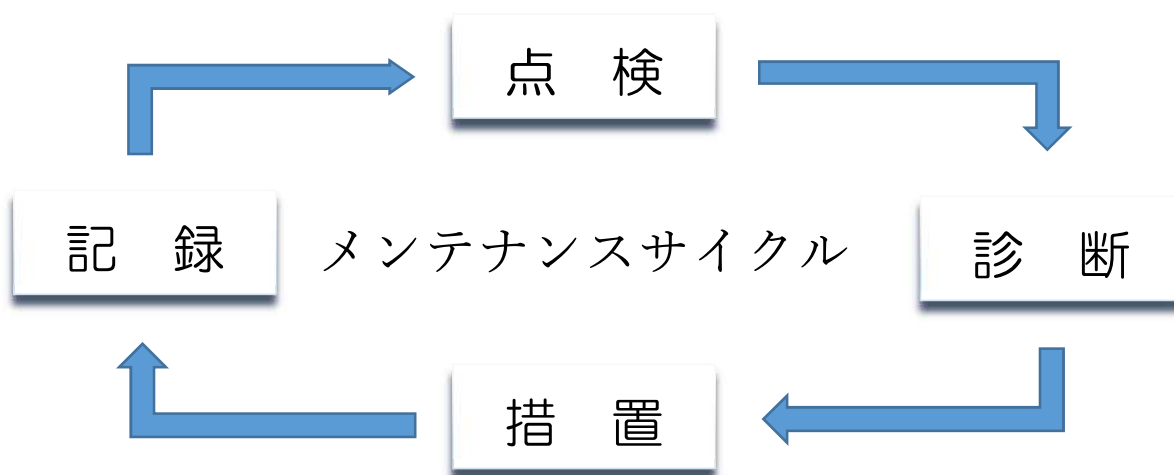 点 検
記 録
メンテナンスサイクル
診 断
措 置